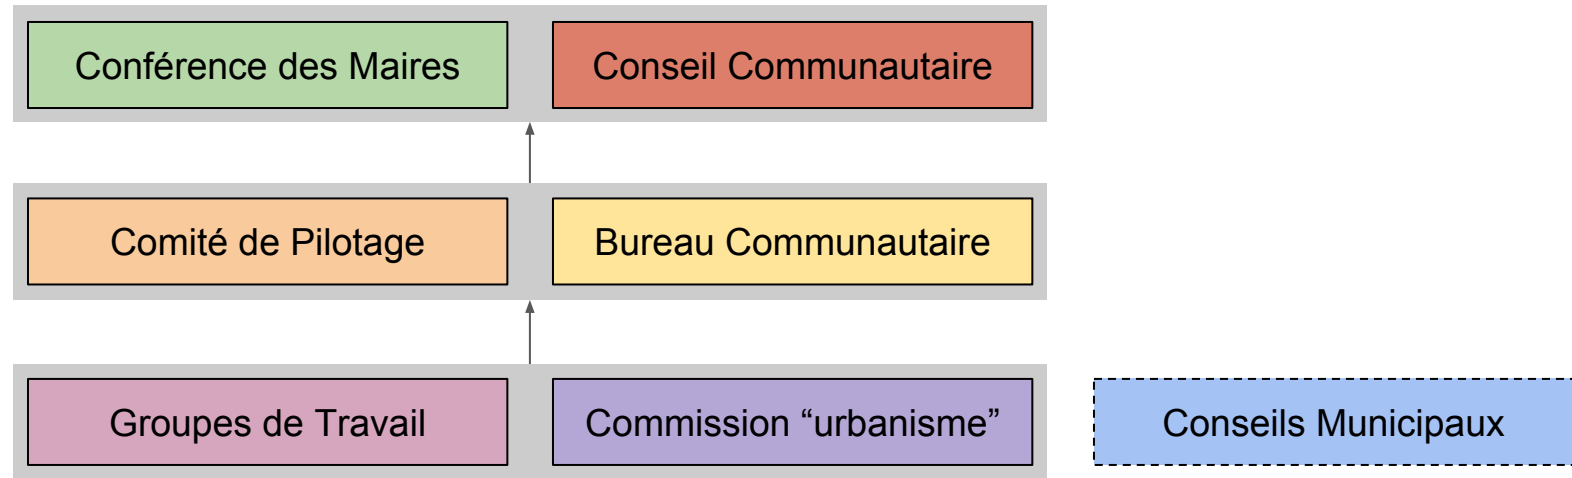 Conférence des Maires
Conseil Communautaire
Comité de Pilotage
Bureau Communautaire
Groupes de Travail
Commission “urbanisme”
Conseils Municipaux